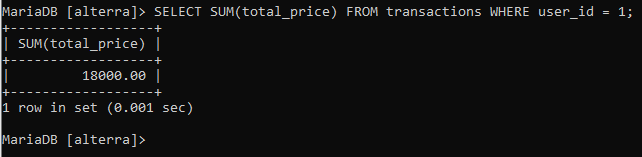 MariaDB [alterra]> SELECT SUM(total_price) FROM transactions WHERE user_id = 1;
+------------------+
| SUM(total_price) |
+------------------+
|         18000.00 |
+------------------+
1 row in set (0.001 sec)
MariaDB [alterra]>